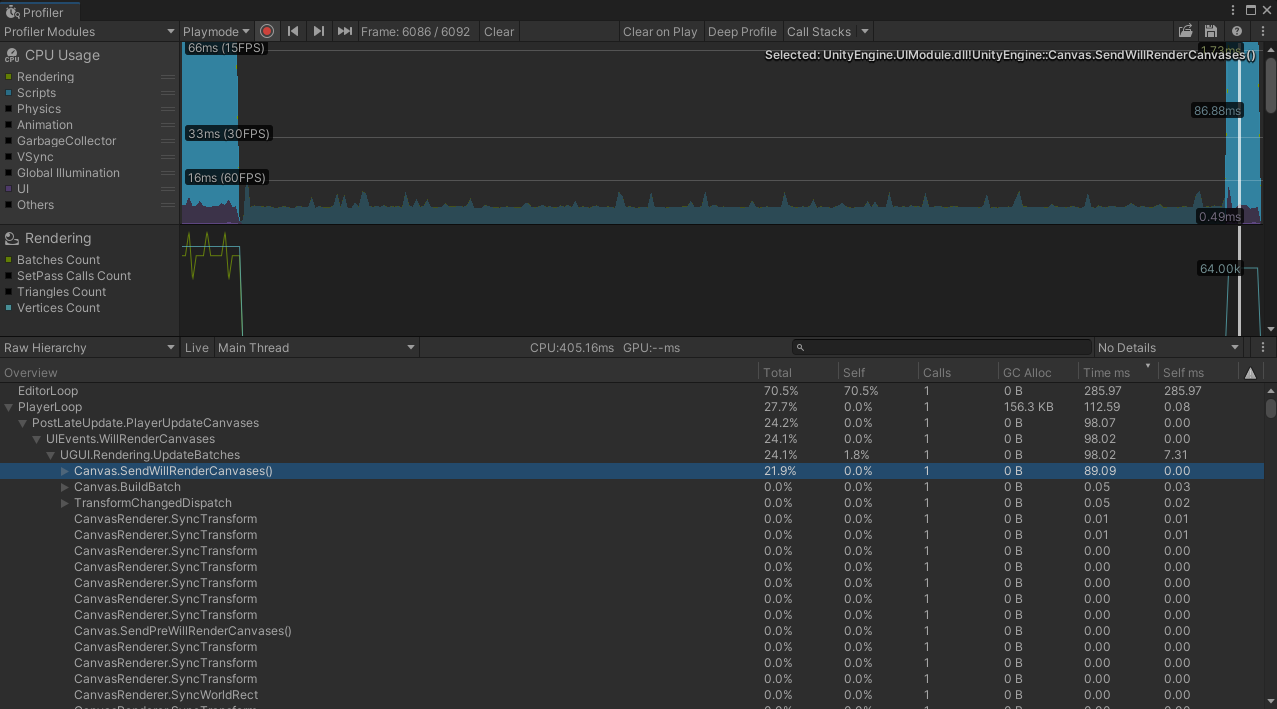 Profiler
Profiler Modules Playmode Frame: 6086 / 6092 Clear Clear on Play Deep Profile Call Stacks
CPU Usage
Rendering
Scripts
Physics
Animation
GarbageCollector
VSync
Global Illumination
UI
Others
66ms (15FPS)
1.73ms
Selected: UnityEngine.UIModule.dll!UnityEngine::Canvas.SendWillRenderCanvases()
86.88ms
33ms (30FPS)
16ms (60FPS)
0.49ms
Rendering
Batches Count
SetPass Calls Count
Triangles Count
Vertices Count
64.00k
Raw Hierarchy Live Main Thread CPU:405.16ms GPU:--ms No Details
Overview Total Self Calls GC Alloc Time ms Self ms
EditorLoop 70.5% 70.5% 1 0 B 285.97 285.97
PlayerLoop 27.7% 0.0% 1 156.3 KB 112.59 0.08
PostLateUpdate.PlayerUpdateCanvases 24.2% 0.0% 1 0 B 98.07 0.00
UIEvents.WillRenderCanvases 24.1% 0.0% 1 0 B 98.02 0.00
UGUI.Rendering.UpdateBatches 24.1% 1.8% 1 0 B 98.02 7.31
Canvas.SendWillRenderCanvases() 21.9% 0.0% 1 0 B 89.09 0.00
Canvas.BuildBatch 0.0% 0.0% 1 0 B 0.05 0.03
TransformChangedDispatch 0.0% 0.0% 1 0 B 0.05 0.02
CanvasRenderer.SyncTransform 0.0% 0.0% 1 0 B 0.01 0.01
CanvasRenderer.SyncTransform 0.0% 0.0% 1 0 B 0.01 0.01
CanvasRenderer.SyncTransform 0.0% 0.0% 1 0 B 0.00 0.00
CanvasRenderer.SyncTransform 0.0% 0.0% 1 0 B 0.00 0.00
CanvasRenderer.SyncTransform 0.0% 0.0% 1 0 B 0.00 0.00
CanvasRenderer.SyncTransform 0.0% 0.0% 1 0 B 0.00 0.00
CanvasRenderer.SyncTransform 0.0% 0.0% 1 0 B 0.00 0.00
Canvas.SendPreWillRenderCanvases() 0.0% 0.0% 1 0 B 0.00 0.00
CanvasRenderer.SyncTransform 0.0% 0.0% 1 0 B 0.00 0.00
CanvasRenderer.SyncTransform 0.0% 0.0% 1 0 B 0.00 0.00
CanvasRenderer.SyncTransform 0.0% 0.0% 1 0 B 0.00 0.00
CanvasRenderer.SyncWorldRect 0.0% 0.0% 1 0 B 0.00 0.00